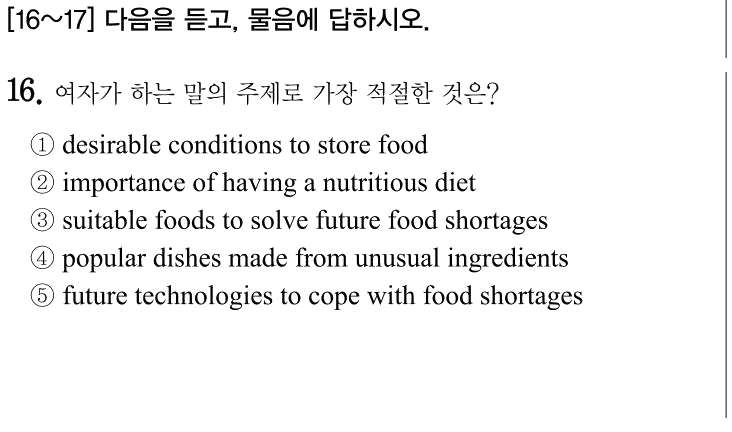 [16~17] 다음을 듣고, 물음에 답하시오.
16. 여자가 하는 말의 주제로 가장 적절한 것은?
① desirable conditions to store food
② importance of having a nutritious diet
③ suitable foods to solve future food shortages
④ popular dishes made from unusual ingredients
⑤ future technologies to cope with food shortages